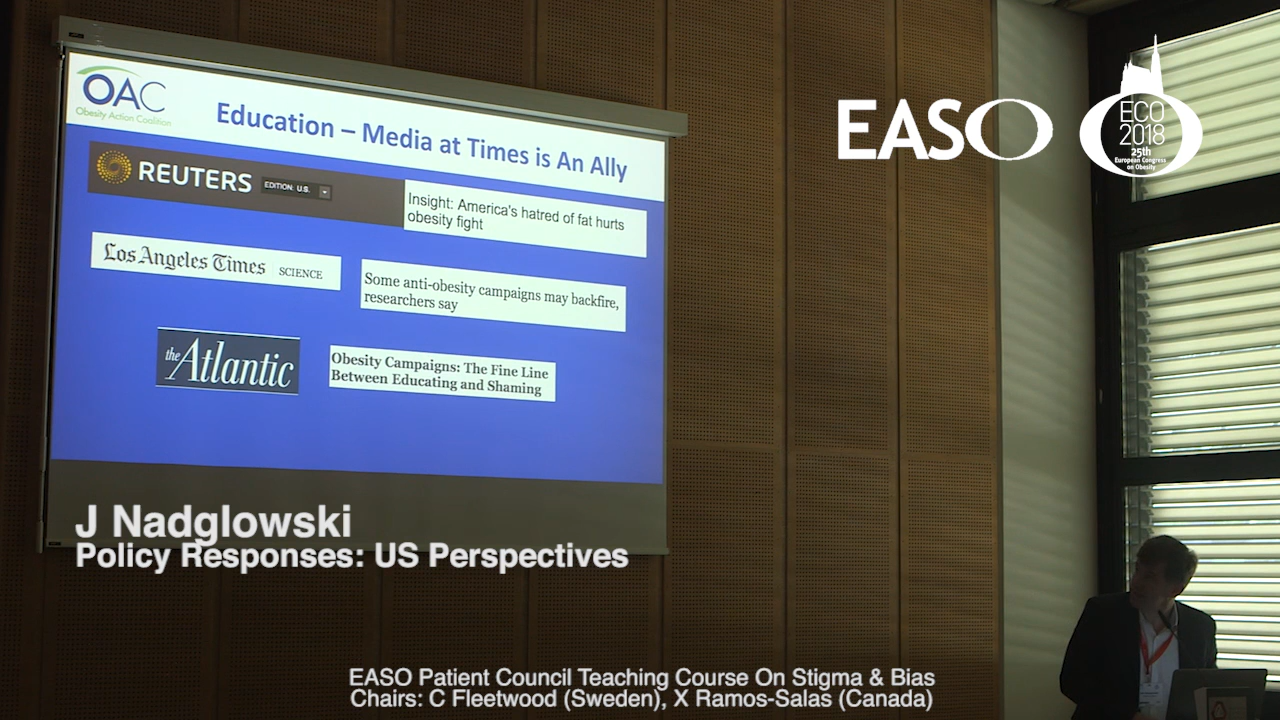 OAC
Obesity Action Coalition
Education – Media at Times is An Ally
REUTERS
EDITION: U.S.
Insight: America's hatred of fat hurts
obesity fight
Los Angeles Times
SCIENCE
Some anti-obesity campaigns may backfire,
researchers say
the Atlantic
Obesity Campaigns: The Fine Line
Between Educating and Shaming
EASO
ECO
2018
25th
European Congress
on Obesity
J Nadglowski
Policy Responses: US Perspectives
EASO Patient Council Teaching Course On Stigma & Bias
Chairs: C Fleetwood (Sweden), X Ramos-Salas (Canada)